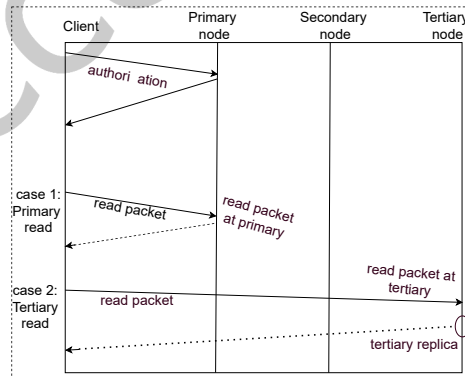 Client
Primary
node
Secondary
node
Tertiary
node
authori ation
case 1:
Primary
read
read packet
read packet
at primary
case 2:
Tertiary
read
read packet
read packet at
tertiary
tertiary replica